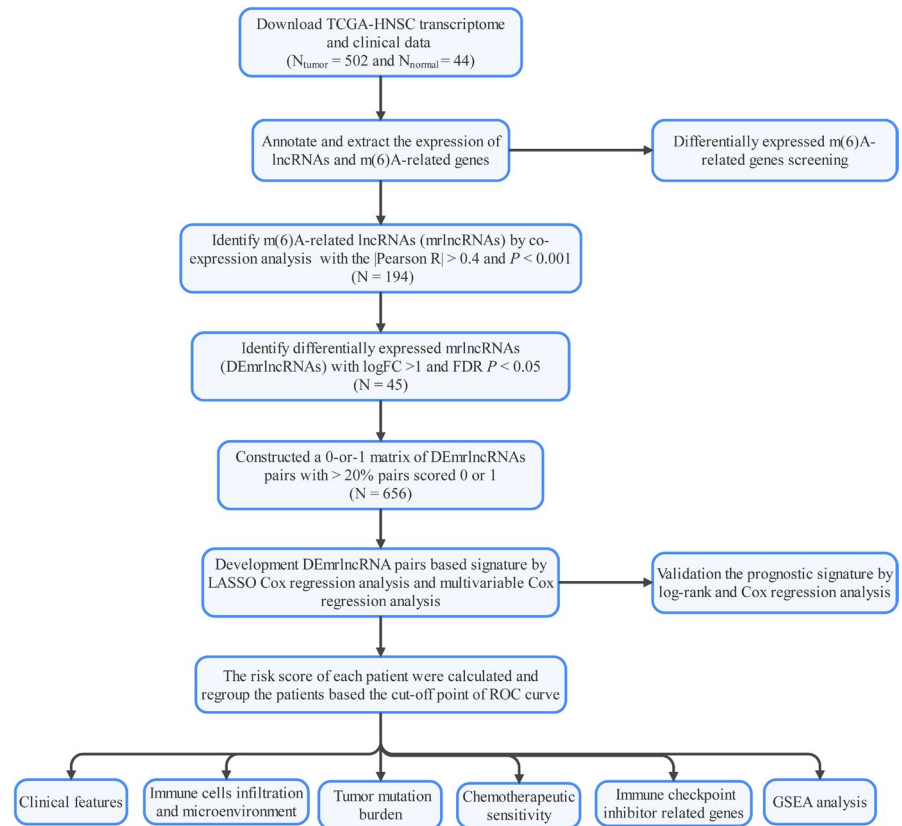 Download TCGA-HNSC transcriptome
and clinical data
(Ntumor = 502 and Nnormal = 44)
Annotate and extract the expression of
lncRNAs and m(6)A-related genes
Differentially expressed m(6)A-
related genes screening
Identify m(6)A-related lncRNAs (mrlncRNAs) by co-
expression analysis with the |Pearson R| > 0.4 and P < 0.001
(N = 194)
Identify differentially expressed mrlncRNAs
(DEmrlncRNAs) with logFC >1 and FDR P < 0.05
(N = 45)
Constructed a 0-or-1 matrix of DEmrlncRNAs
pairs with > 20% pairs scored 0 or 1
(N = 656)
Development DEmrlncRNA pairs based signature by
LASSO Cox regression analysis and multivariable Cox
regression analysis
Validation the prognostic signature by
log-rank and Cox regression analysis
The risk score of each patient were calculated and
regroup the patients based the cut-off point of ROC curve
Clinical features
Immune cells infiltration
and microenvironment
Tumor mutation
burden
Chemotherapeutic
sensitivity
Immune checkpoint
inhibitor related genes
GSEA analysis